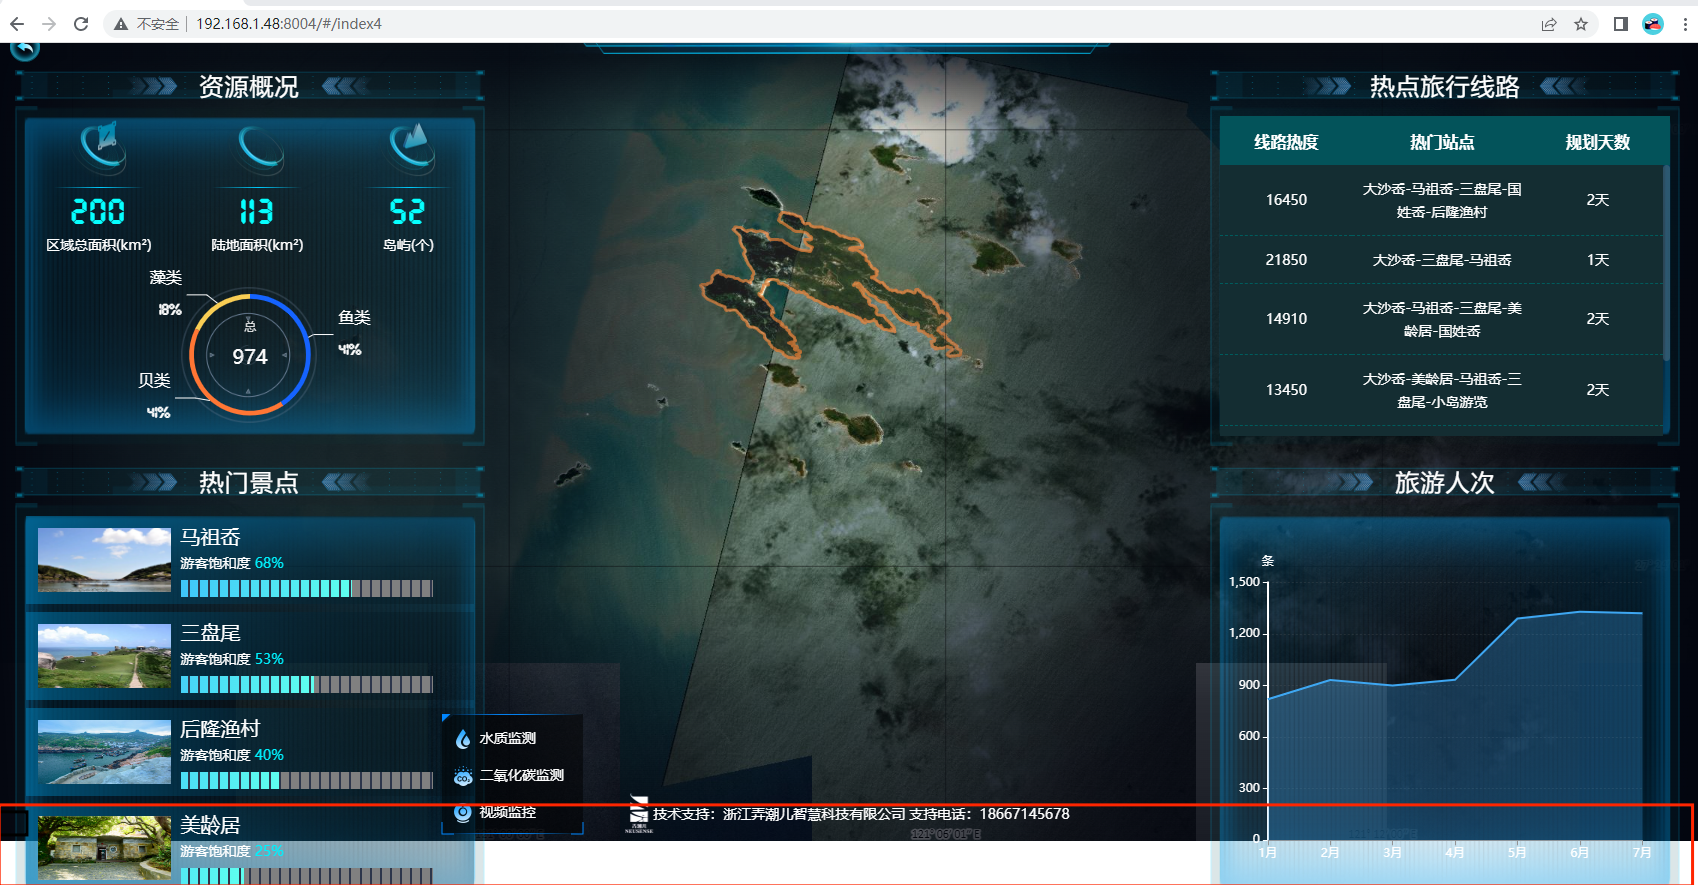 不安全 192.168.1.48:8004/#/index4
资源概况
200 113 52
区域总面积(km²) 陆地面积(km²) 岛屿(个)
藻类
18%
鱼类
41%
总
974
贝类
41%
热门景点
马祖岙
游客饱和度 68%
三盘尾
游客饱和度 53%
后隆渔村
游客饱和度 40%
美龄居
游客饱和度 25%
水质监测
CO₂ 二氧化碳监测
视频监控
NEUSENSE
技术支持：浙江弄潮儿智慧科技有限公司 支持电话：18667145678
121°05'01"E
热点旅行线路
线路热度 热门站点 规划天数
16450 大沙岙-马祖岙-三盘尾-国姓岙-后隆渔村 2天
21850 大沙岙-三盘尾-马祖岙 1天
14910 大沙岙-马祖岙-三盘尾-美龄居-国姓岙 2天
13450 大沙岙-美龄居-马祖岙-三盘尾-小岛游览 2天
旅游人次
条
1,500
1,200
900
600
300
0
1月 2月 3月 4月 5月 6月 7月